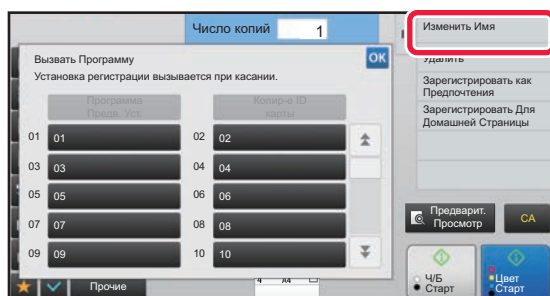 Число копий 1
Изменить Имя
Вызвать Программу
OK
Установка регистрации вызывается при касании.
Удалить
Зарегистрировать как
Предпочтения
Зарегистрировать Для
Домашней Страницы
Программа
Предв. Уст.
Копир-е ID
карты
01 01
02 02
03 03
04 04
05 05
06 06
07 07
08 08
09 09
10 10
Предварит.
Просмотр
CA
Прочие
4 A4
Ч/Б
Старт
Цвет
Старт